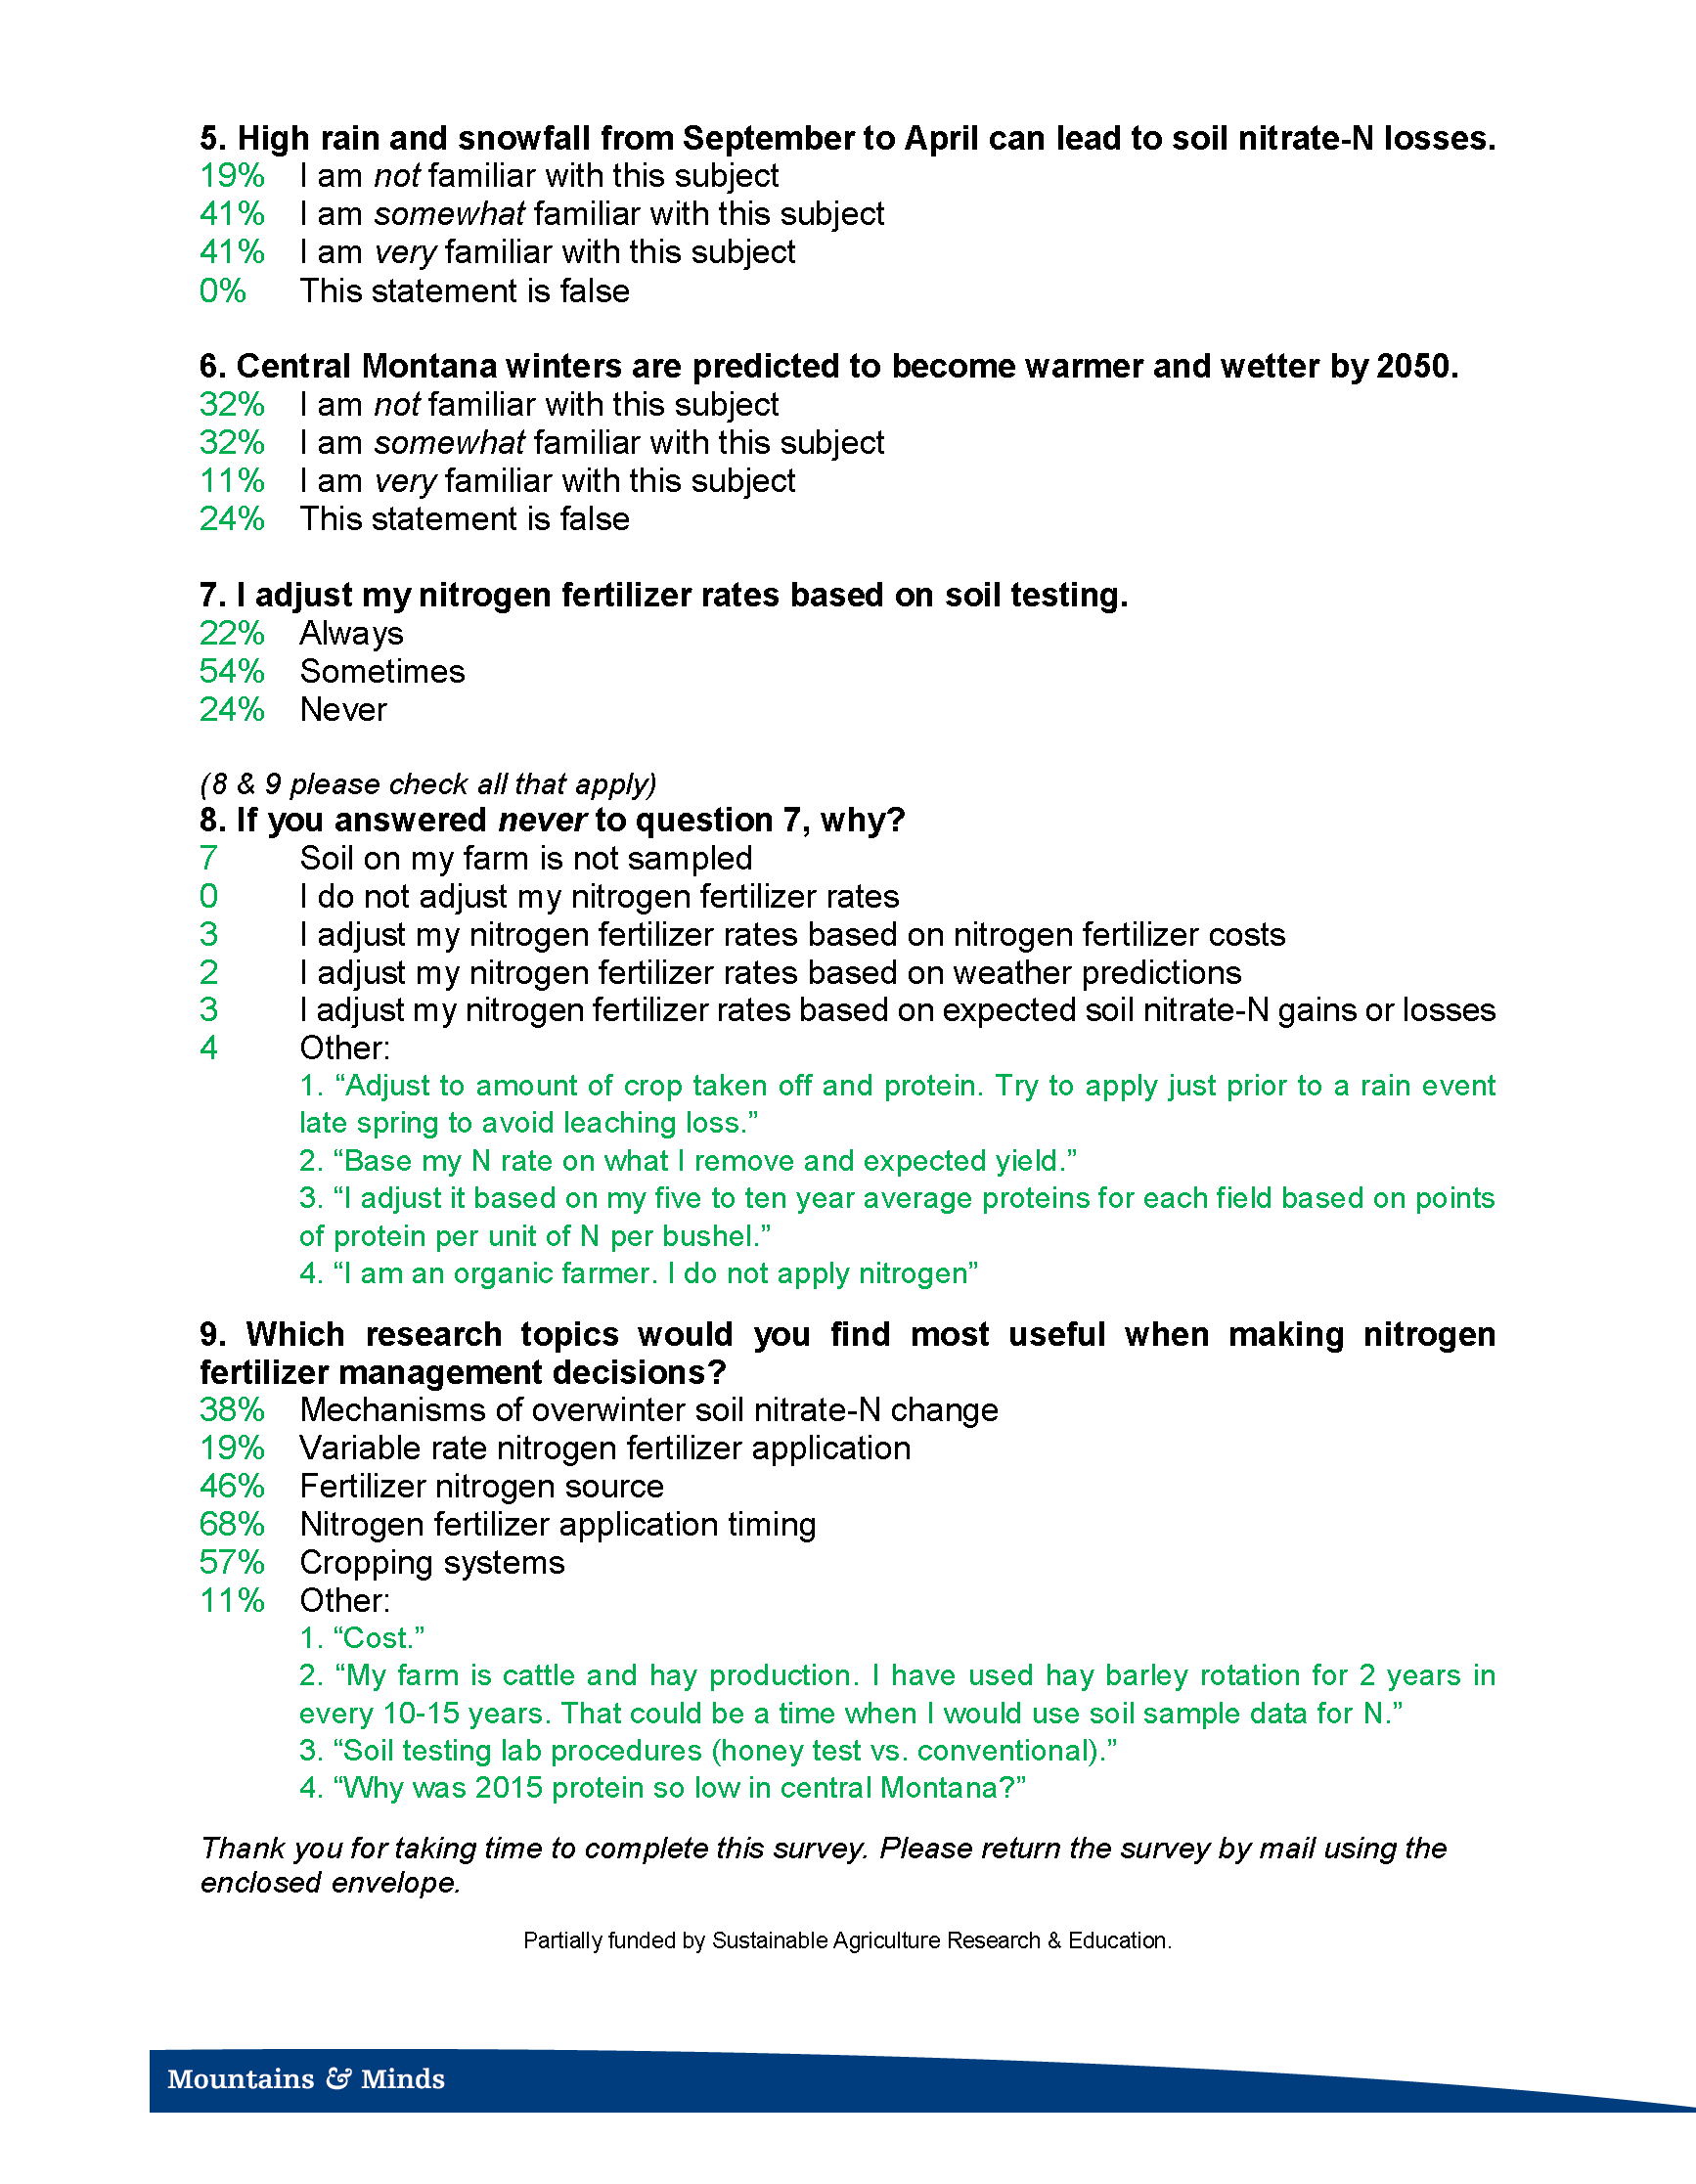 5. High rain and snowfall from September to April can lead to soil nitrate-N losses.
19% I am not familiar with this subject
41% I am somewhat familiar with this subject
41% I am very familiar with this subject
0% This statement is false
6. Central Montana winters are predicted to become warmer and wetter by 2050.
32% I am not familiar with this subject
32% I am somewhat familiar with this subject
11% I am very familiar with this subject
24% This statement is false
7. I adjust my nitrogen fertilizer rates based on soil testing.
22% Always
54% Sometimes
24% Never
(8 & 9 please check all that apply)
8. If you answered never to question 7, why?
7 Soil on my farm is not sampled
0 I do not adjust my nitrogen fertilizer rates
3 I adjust my nitrogen fertilizer rates based on nitrogen fertilizer costs
2 I adjust my nitrogen fertilizer rates based on weather predictions
3 I adjust my nitrogen fertilizer rates based on expected soil nitrate-N gains or losses
4 Other:
1. “Adjust to amount of crop taken off and protein. Try to apply just prior to a rain event
late spring to avoid leaching loss.”
2. “Base my N rate on what I remove and expected yield.”
3. “I adjust it based on my five to ten year average proteins for each field based on points
of protein per unit of N per bushel.”
4. “I am an organic farmer. I do not apply nitrogen”
9. Which research topics would you find most useful when making nitrogen
fertilizer management decisions?
38% Mechanisms of overwinter soil nitrate-N change
19% Variable rate nitrogen fertilizer application
46% Fertilizer nitrogen source
68% Nitrogen fertilizer application timing
57% Cropping systems
11% Other:
1. “Cost.”
2. “My farm is cattle and hay production. I have used hay barley rotation for 2 years in
every 10-15 years. That could be a time when I would use soil sample data for N.”
3. “Soil testing lab procedures (honey test vs. conventional).”
4. “Why was 2015 protein so low in central Montana?”
Thank you for taking time to complete this survey. Please return the survey by mail using the
enclosed envelope.
Partially funded by Sustainable Agriculture Research & Education.
Mountains & Minds